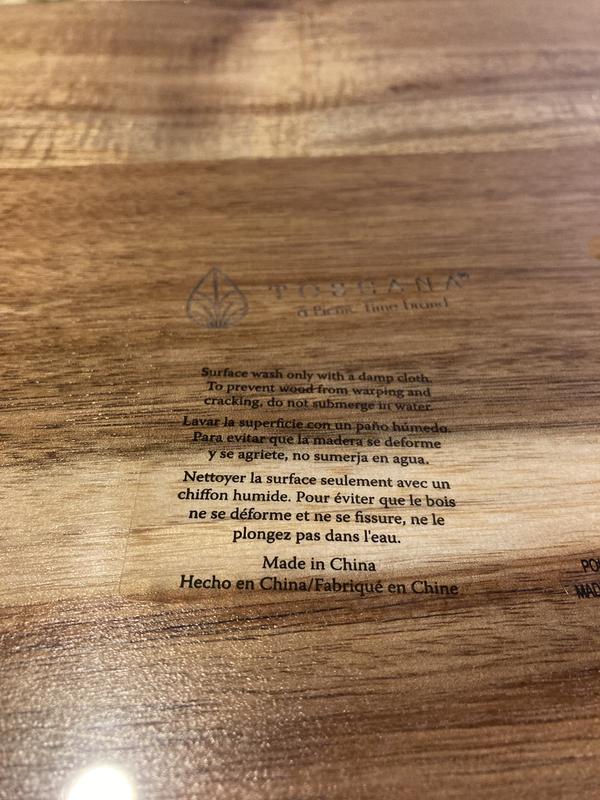 TOSCANA™
a Picnic Time brand
Surface wash only with a damp cloth.
To prevent wood from warping and
cracking, do not submerge in water.
Lavar la superficie con un paño húmedo.
Para evitar que la madera se deforme
y se agriete, no sumerja en agua.
Nettoyer la surface seulement avec un
chiffon humide. Pour éviter que le bois
ne se déforme et ne se fissure, ne le
plongez pas dans l'eau.
Made in China
Hecho en China/Fabriqué en Chine
PO
MAD